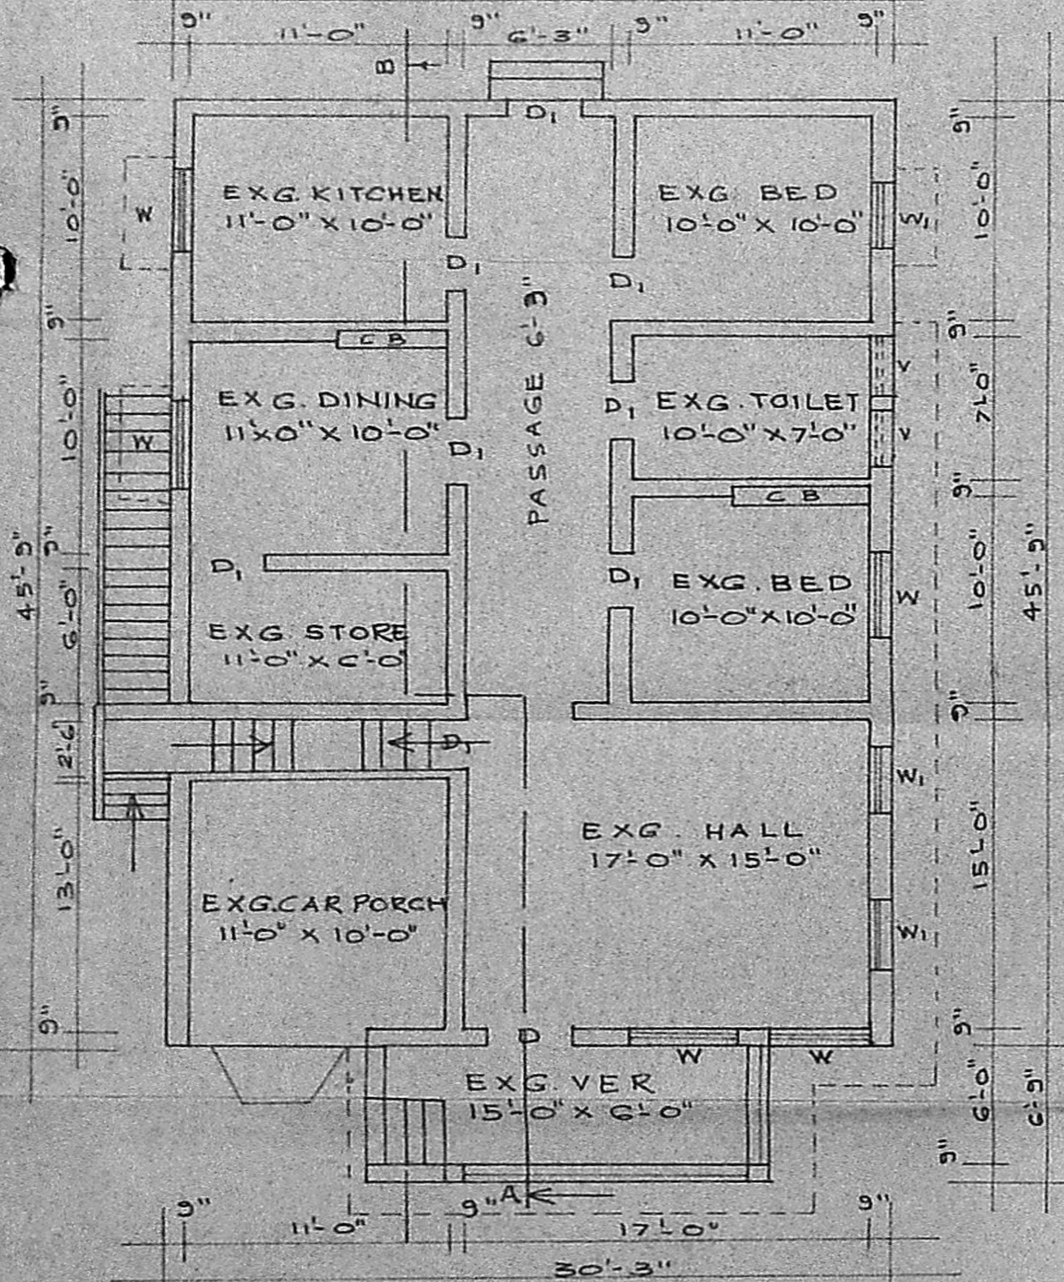 9"
11'-0"
9"
6'-3"
9"
11'-0"
9"
B
D1
9"
10'-0"
W
EXG. KITCHEN
11'-0" X 10'-0"
D1
EXG. BED
10'-0" X 10'-0"
D1
W1
9"
10'-0"
9"
C B
PASSAGE 6'-3"
9"
10'-0"
W
EXG. DINING
11'x0" X 10'-0"
D1
D1
EXG. TOILET
10'-0" X 7'-0"
V
V
7'-0"
C B
9"
45'-9"
9"
D1
D1
EXG. BED
10'-0" X 10'-0"
W
10'-0"
45'-9"
6'-0"
EXG. STORE
11'-0" X 6'-0"
9"
9"
2'-6
D1
W1
13'-0"
EXG. HALL
17'-0" X 15'-0"
15'-0"
EXG. CAR PORCH
11'-0" X 10'-0"
W1
9"
D
W
W
9"
EXG. VER
15'-0" X 6'-0"
6'-0"
6'-9"
9"
A
9"
11'-0"
9"
17'-0"
9"
30'-3"